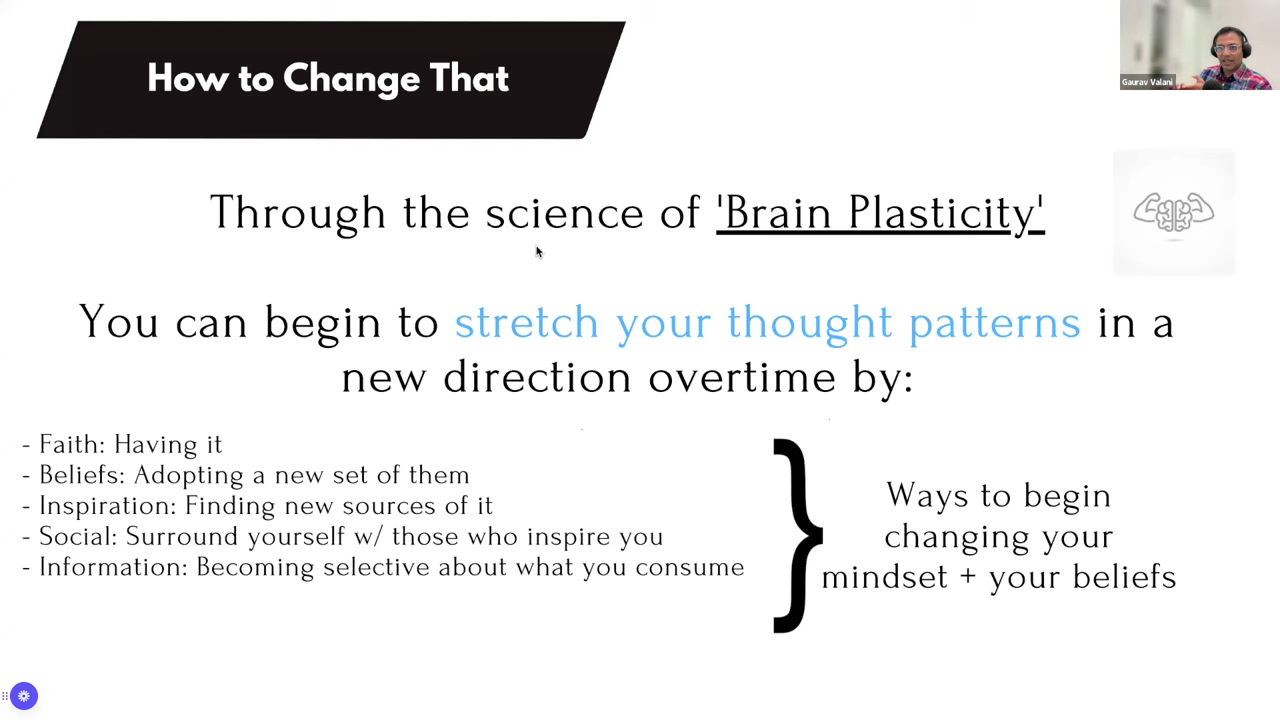 How to Change That
Gaurav Valani
Through the science of 'Brain Plasticity'
You can begin to stretch your thought patterns in a
new direction overtime by:
- Faith: Having it
- Beliefs: Adopting a new set of them
- Inspiration: Finding new sources of it
- Social: Surround yourself w/ those who inspire you
- Information: Becoming selective about what you consume
Ways to begin
changing your
mindset + your beliefs